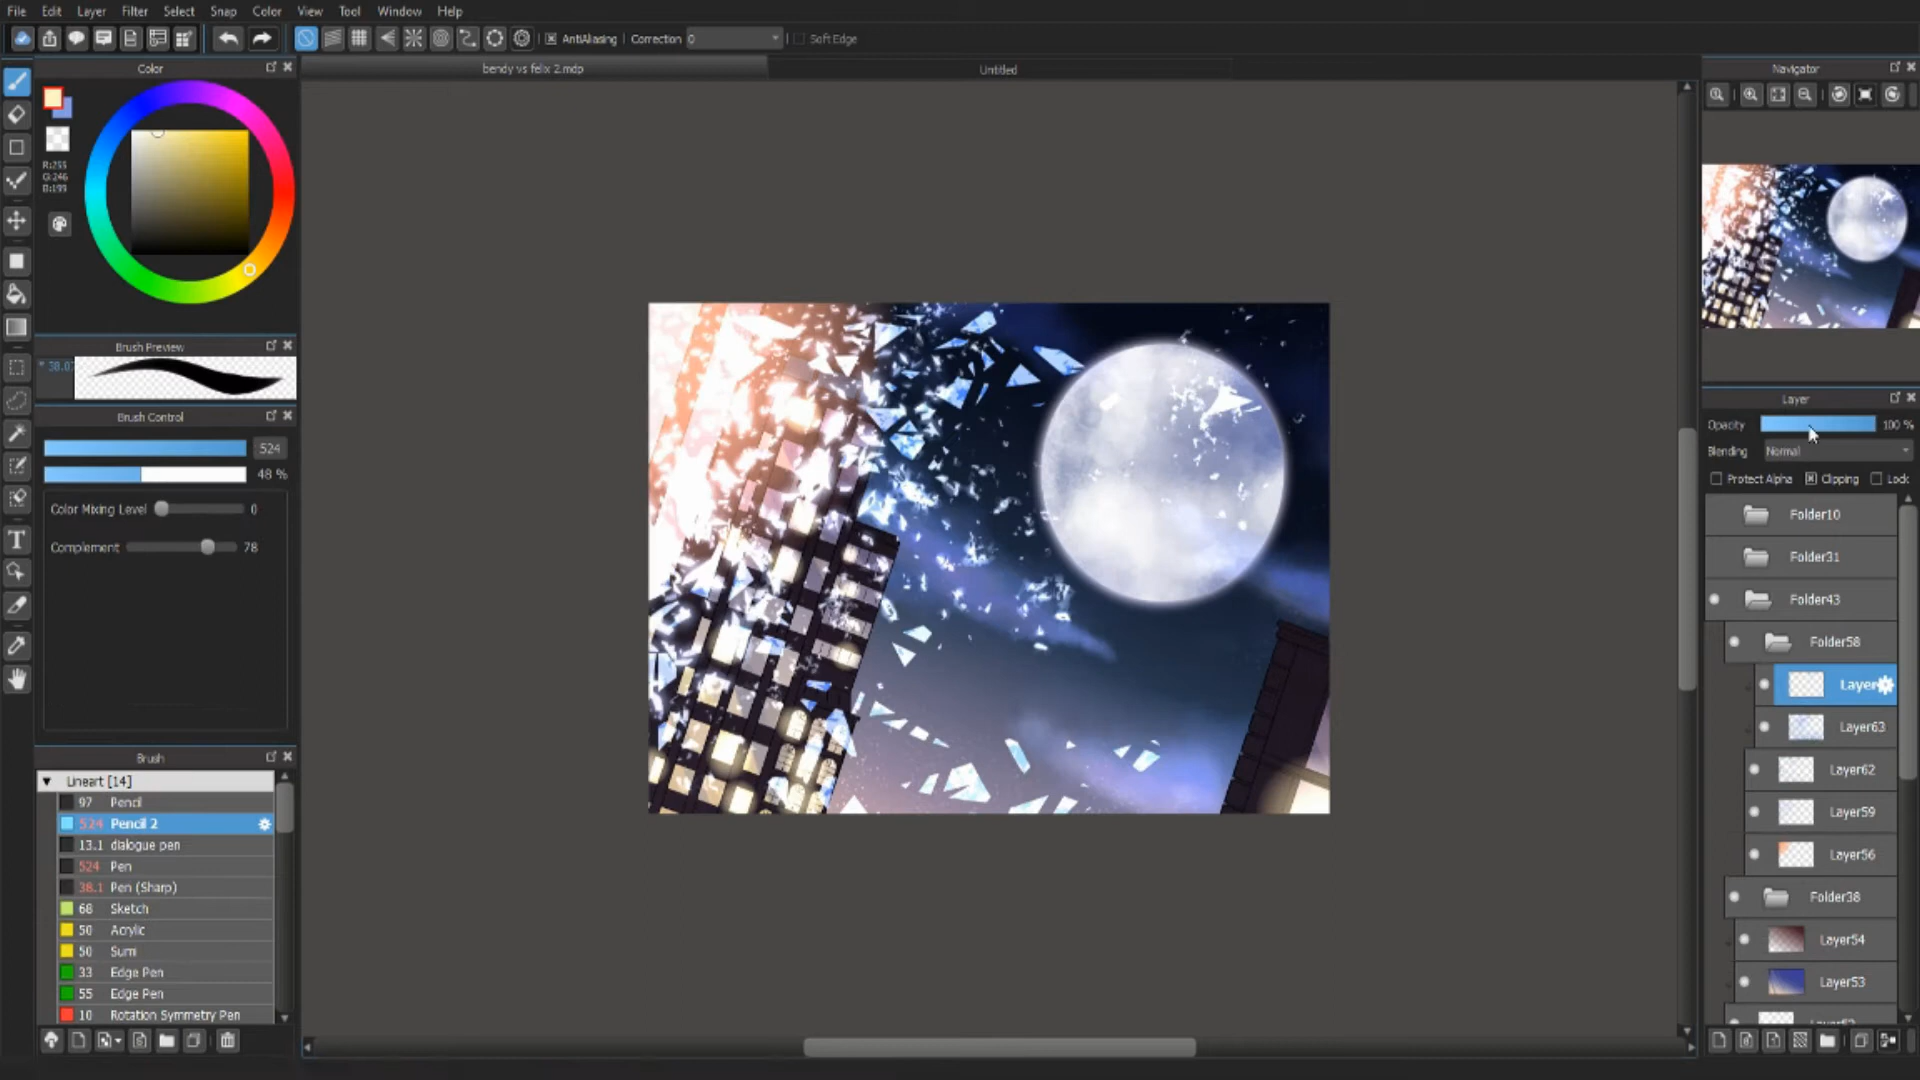 File Edit Layer Filter Select Snap Color View Tool Window Help
AntiAliasing Correction 0 Soft Edge
Color
bendy vs felix 2.mdp
Untitled
Navigator
R:255
G:246
B:199
Brush Preview
Brush Control
524
48 %
Color Mixing Level 0
Complement 78
Brush
Lineart [14]
97 Pencil
524 Pencil 2
13.1 dialogue pen
524 Pen
38.1 Pen (Sharp)
68 Sketch
50 Acrylic
50 Sumi
33 Edge Pen
55 Edge Pen
10 Rotation Symmetry Pen
Layer
Opacity 100 %
Blending Normal
Protect Alpha Clipping Lock
Folder10
Folder31
Folder43
Folder58
Layer
Layer63
Layer62
Layer59
Layer56
Folder38
Layer54
Layer53